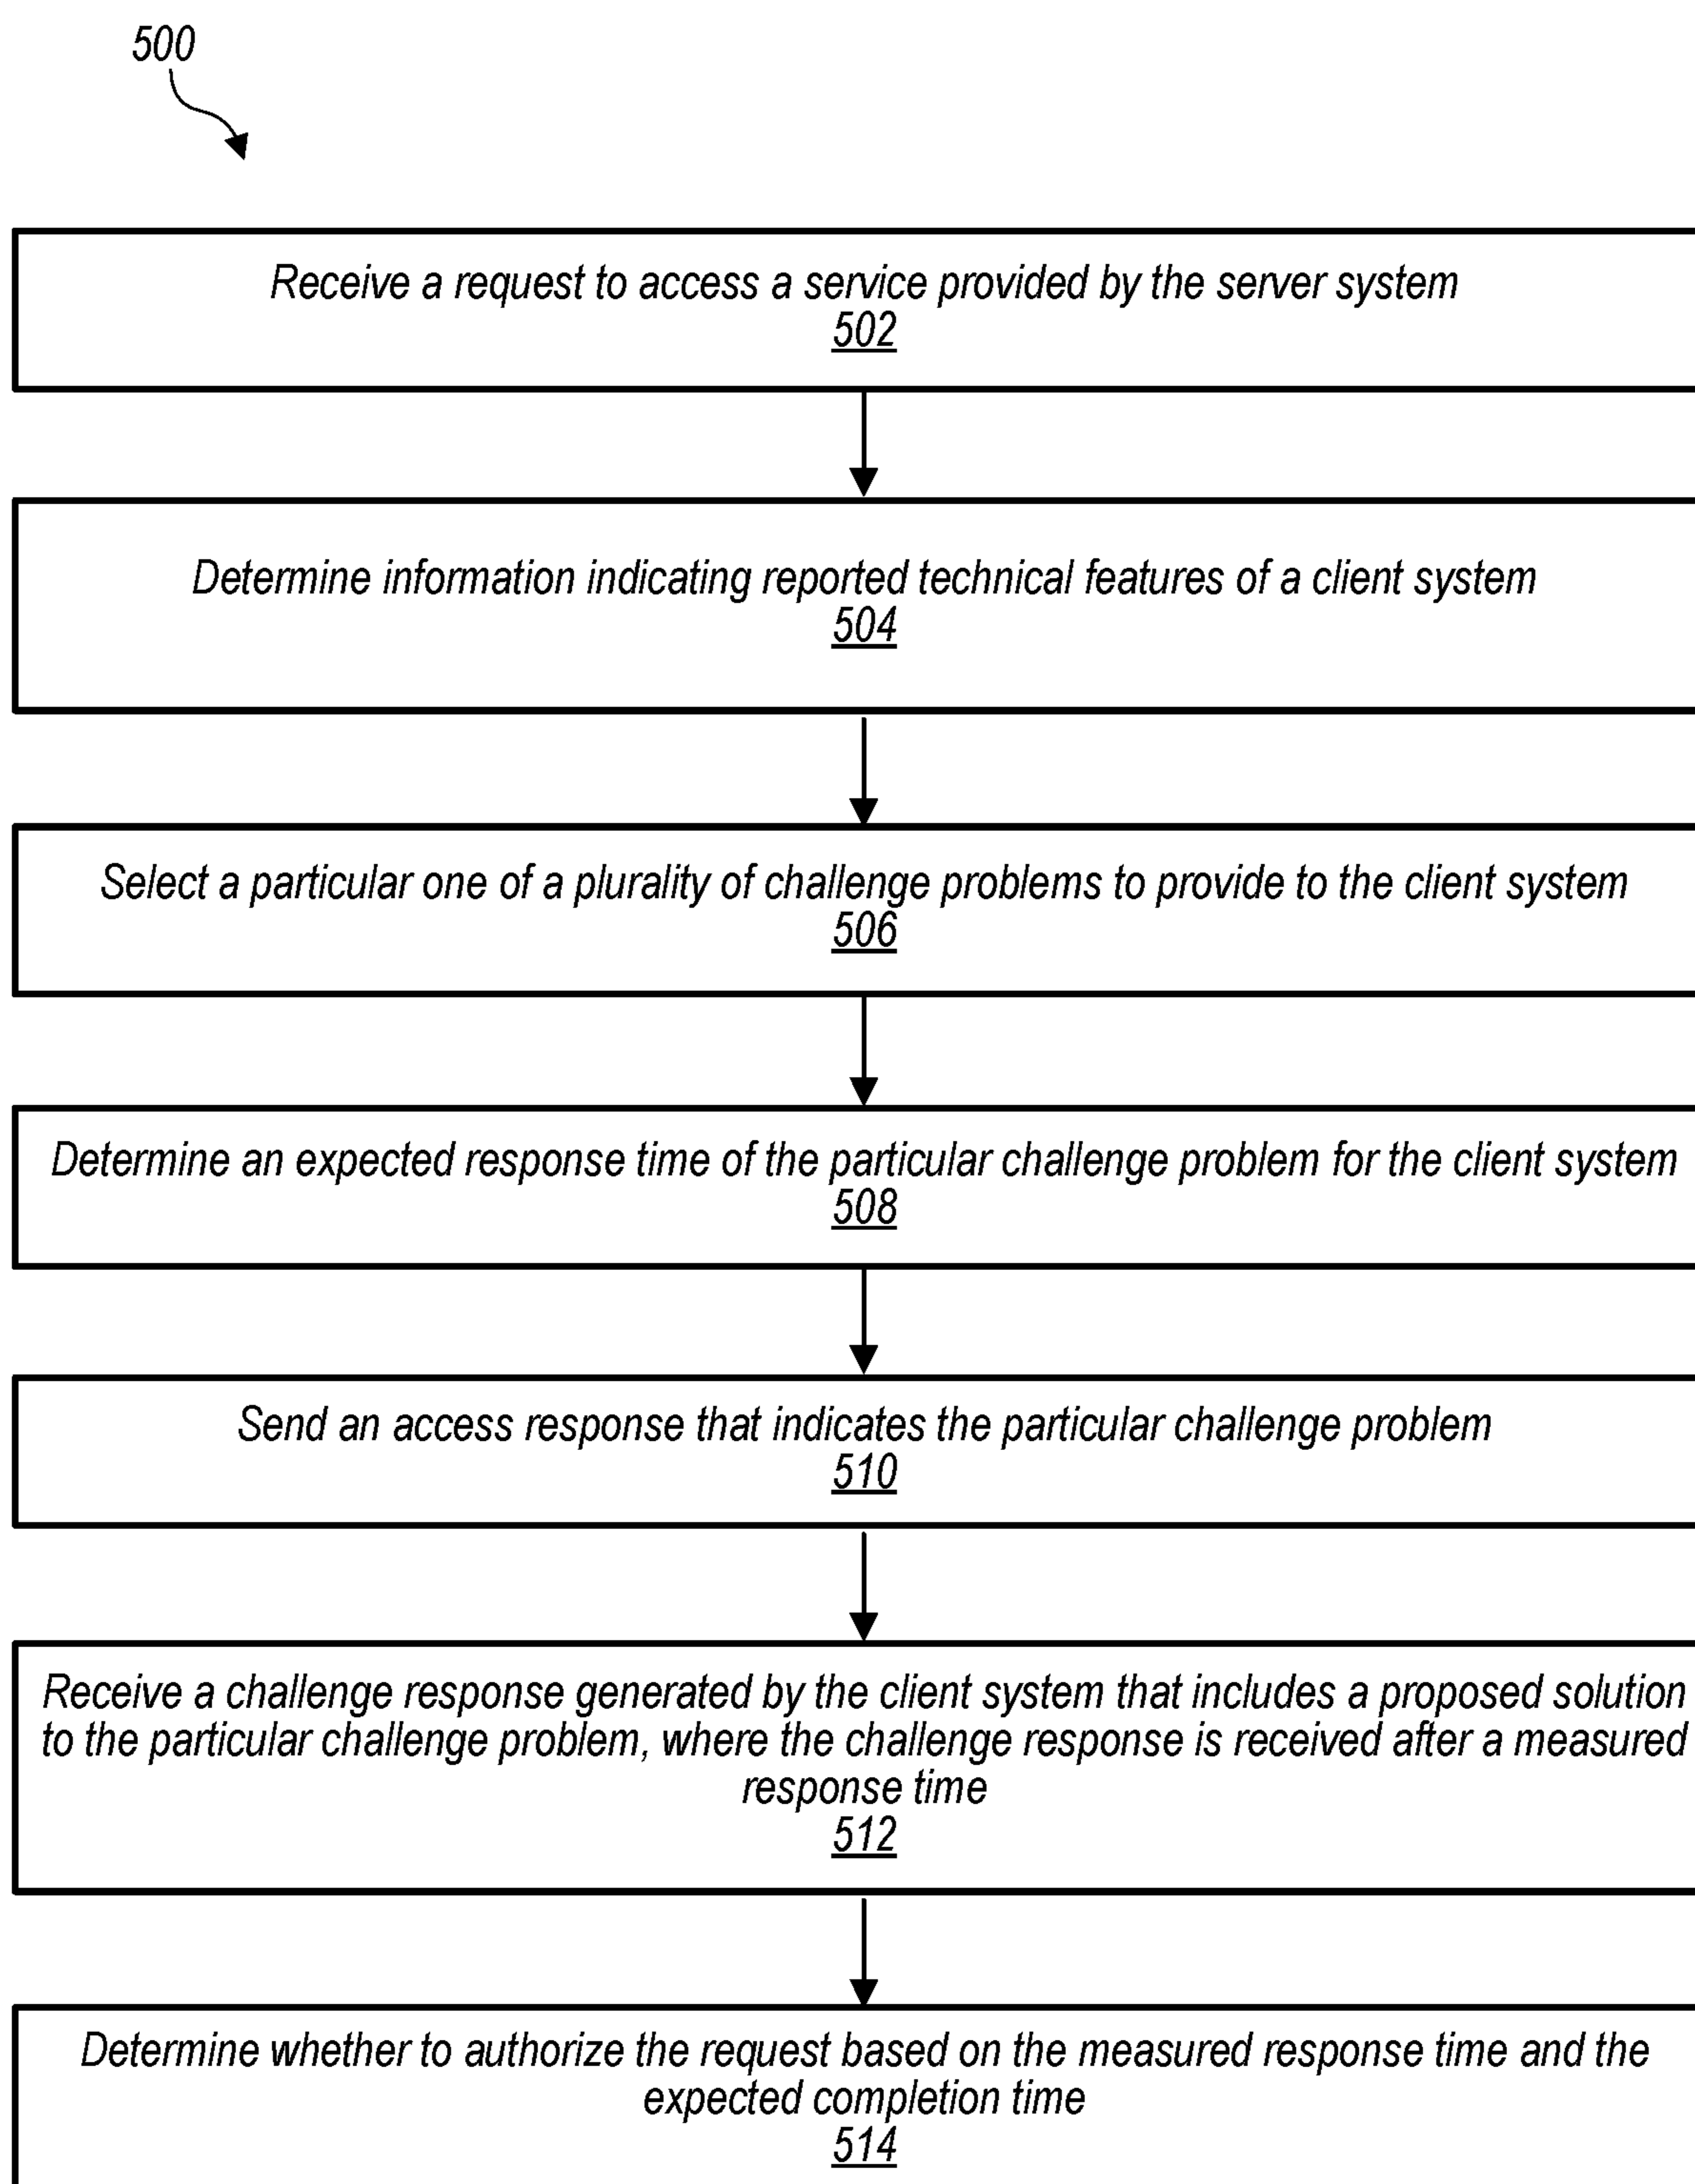 500
Receive a request to access a service provided by the server system
502
Determine information indicating reported technical features of a client system
504
Select a particular one of a plurality of challenge problems to provide to the client system
506
Determine an expected response time of the particular challenge problem for the client system
508
Send an access response that indicates the particular challenge problem
510
Receive a challenge response generated by the client system that includes a proposed solution
to the particular challenge problem, where the challenge response is received after a measured
response time
512
Determine whether to authorize the request based on the measured response time and the
expected completion time
514